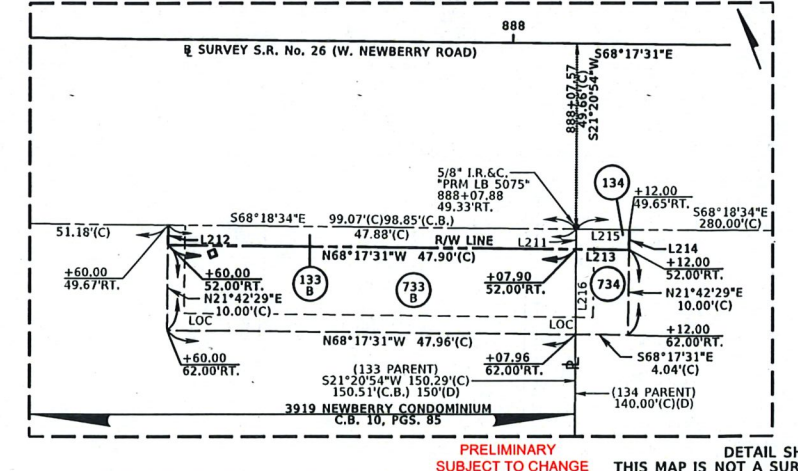 888
B SURVEY S.R. No. 26 (W. NEWBERRY ROAD)
S68°17'31"E
888+07.57
49.66'(C)
S21°20'54"W
5/8" I.R.&C.
"PRM LB 5075"
888+07.88
49.33'RT.
134
+12.00
49.65'RT.
S68°18'34"E
280.00'(C)
51.18'(C)
S68°18'34"E
99.07'(C)98.85'(C.B.)
L212
47.88'(C)
R/W LINE
L211
L215
L214
N68°17'31"W 47.90'(C)
L213
+60.00
49.67'RT.
+60.00
52.00'RT.
133
B
733
B
+07.90
52.00'RT.
L216
734
+12.00
52.00'RT.
N21°42'29"E
10.00'(C)
N21°42'29"E
10.00'(C)
LOC
LOC
N68°17'31"W 47.96'(C)
+12.00
62.00'RT.
+60.00
62.00'RT.
+07.96
62.00'RT.
S68°17'31"E
4.04'(C)
(133 PARENT)
S21°20'54"W 150.29'(C)
150.51'(C.B.) 150'(D)
PL
(134 PARENT)
140.00'(C)(D)
3919 NEWBERRY CONDOMINIUM
C.B. 10, PGS. 85
PRELIMINARY
SUBJECT TO CHANGE
DETAIL SH
THIS MAP IS NOT A SUR